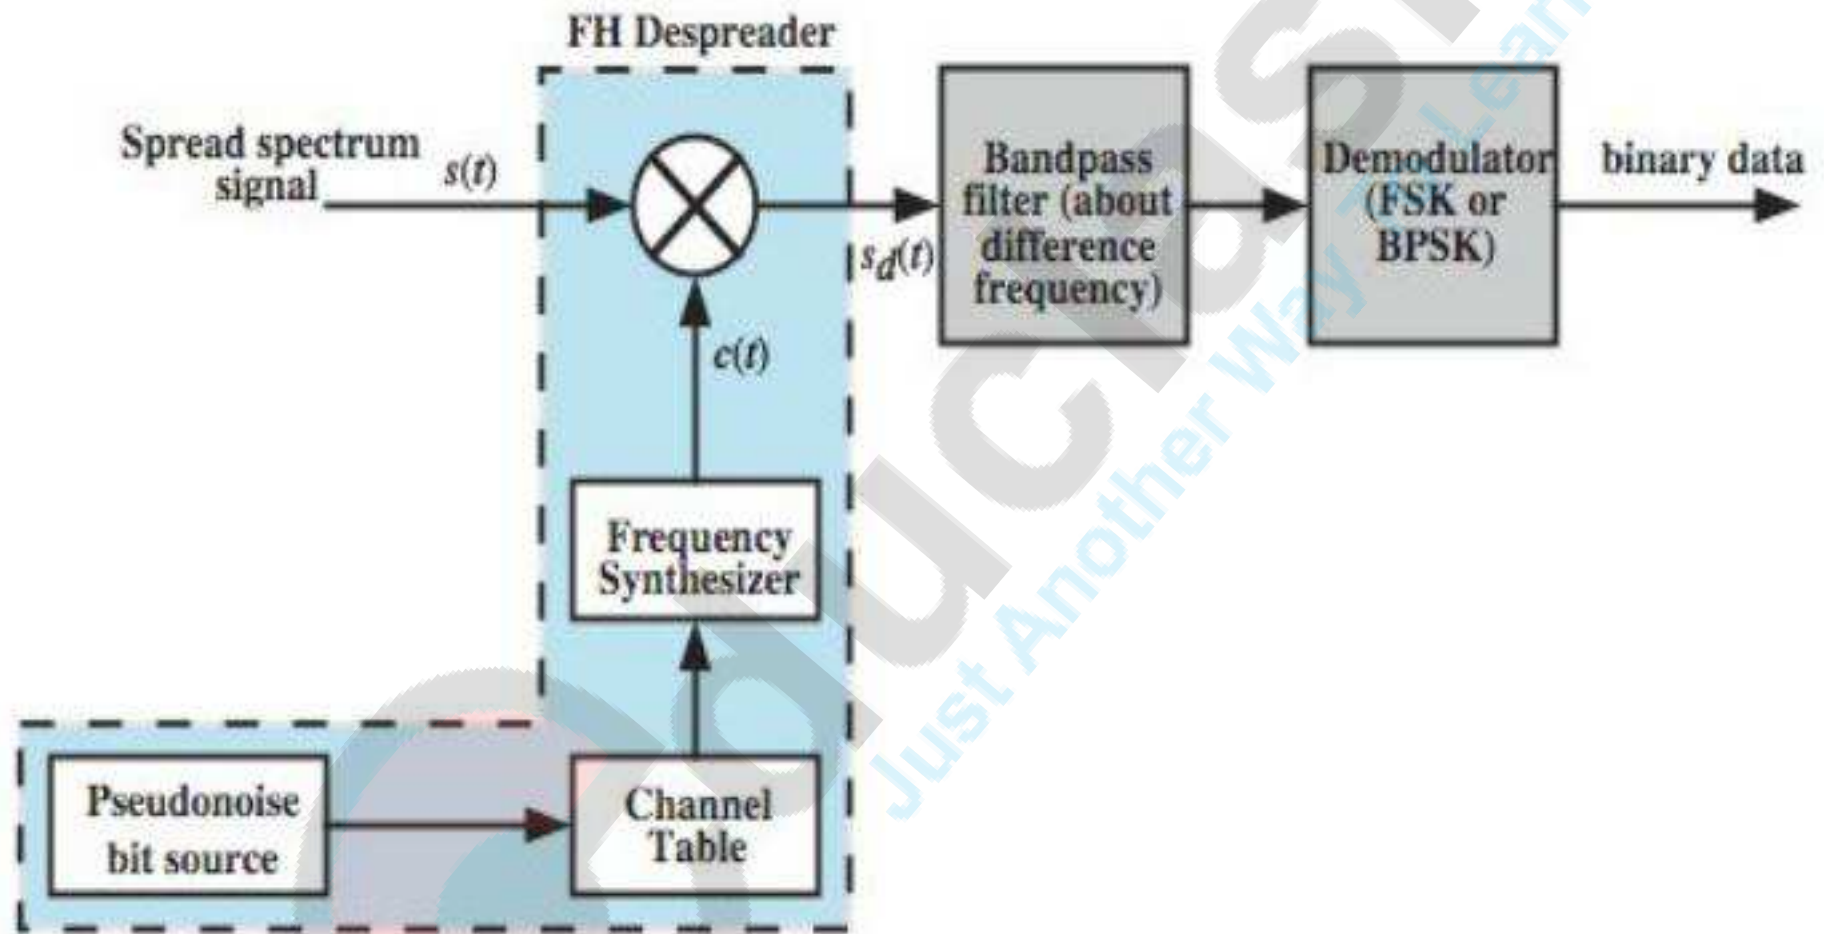 FH Despreader
Spread spectrum
signal
s(t)
c(t)
s_d(t)
Bandpass
filter (about
difference
frequency)
Demodulator
(FSK or
BPSK)
binary data
Frequency
Synthesizer
Pseudonoise
bit source
Channel
Table
educlash
Just Another Way To Learn